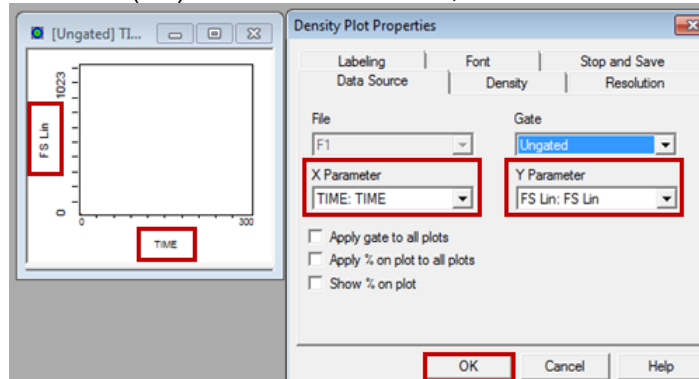 [Ungated] TI...
1023
FS Lin
0
0
300
TIME
Density Plot Properties
Labeling
Font
Stop and Save
Data Source
Density
Resolution
File
Gate
F1
Ungated
X Parameter
Y Parameter
TIME: TIME
FS Lin: FS Lin
Apply gate to all plots
Apply % on plot to all plots
Show % on plot
OK
Cancel
Help